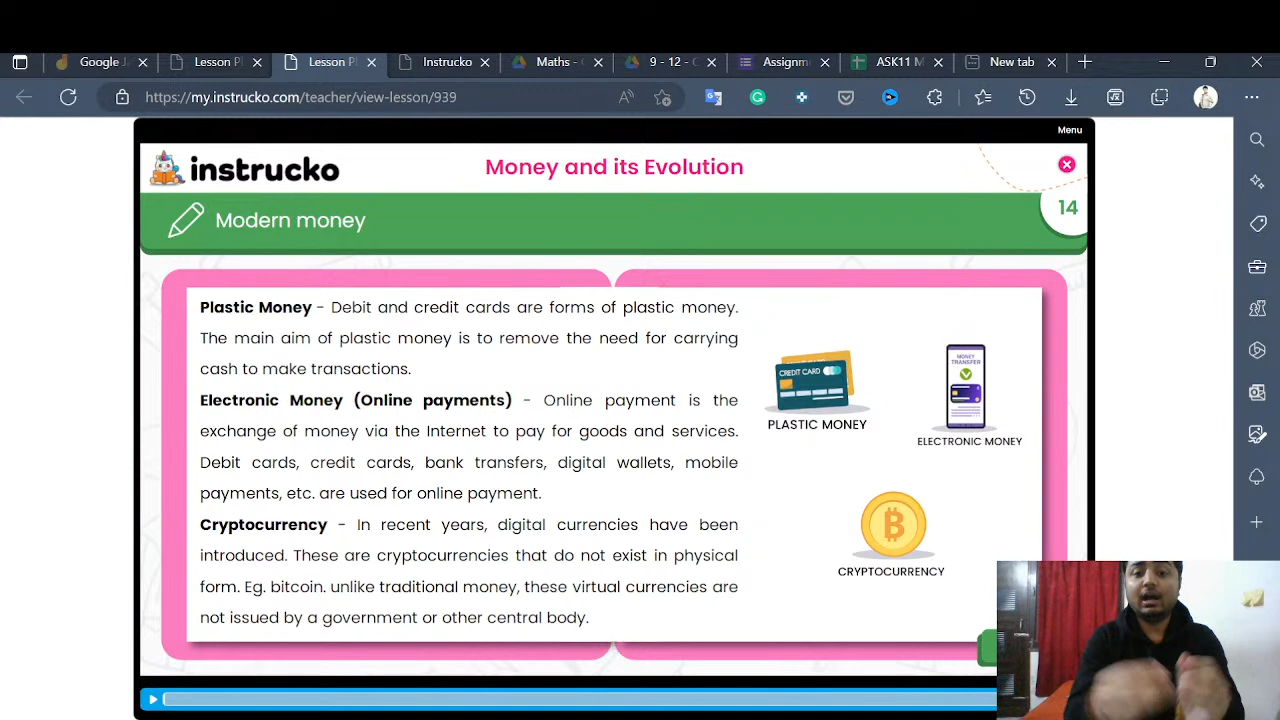 Google J
Lesson Pl
Lesson Pl
Instrucko
Maths - C
9 - 12 - C
Assignm
ASK11 M
New tab
https://my.instrucko.com/teacher/view-lesson/939
Menu
instrucko
Money and its Evolution
Modern money
14
Plastic Money - Debit and credit cards are forms of plastic money.
The main aim of plastic money is to remove the need for carrying
cash to make transactions.
Electronic Money (Online payments) - Online payment is the
exchange of money via the Internet to pay for goods and services.
Debit cards, credit cards, bank transfers, digital wallets, mobile
payments, etc. are used for online payment.
Cryptocurrency - In recent years, digital currencies have been
introduced. These are cryptocurrencies that do not exist in physical
form. Eg. bitcoin. unlike traditional money, these virtual currencies are
not issued by a government or other central body.
CREDIT CARD
PLASTIC MONEY
MONEY
TRANSFER
ELECTRONIC MONEY
CRYPTOCURRENCY